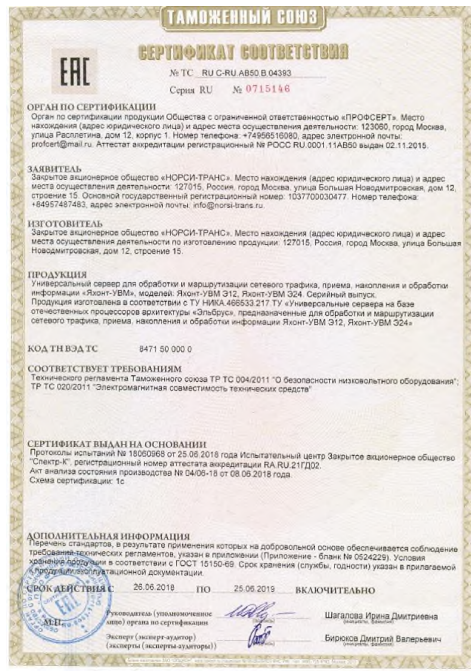 ТАМОЖЕННЫЙ СОЮЗ
СЕРТИФИКАТ СООТВЕТСТВИЯ
ЕАС
№ ТС RU C-RU.АВ50.В.04393
Серия RU № 0715146
ОРГАН ПО СЕРТИФИКАЦИИ
Орган по сертификации продукции Общества с ограниченной ответственностью «ПРОФСЕРТ». Место
нахождения (адрес юридического лица) и адрес места осуществления деятельности: 123060, город Москва,
улица Расплетина, дом 12, корпус 1. Номер телефона: +74956516080, адрес электронной почты:
profcert@mail.ru. Аттестат аккредитации регистрационный № РОСС RU.0001.11АВ50 выдан 02.11.2015.
ЗАЯВИТЕЛЬ
Закрытое акционерное общество «НОРСИ-ТРАНС». Место нахождения (адрес юридического лица) и адрес
места осуществления деятельности: 127015, Россия, город Москва, улица Большая Новодмитровская, дом 12,
строение 15. Основной государственный регистрационный номер: 1037700030477. Номер телефона:
+84957487483, адрес электронной почты: info@norsi-trans.ru.
ИЗГОТОВИТЕЛЬ
Закрытое акционерное общество «НОРСИ-ТРАНС». Место нахождения (адрес юридического лица) и адрес
места осуществления деятельности по изготовлению продукции: 127015, Россия, город Москва, улица Большая
Новодмитровская, дом 12, строение 15.
ПРОДУКЦИЯ
Универсальный сервер для обработки и маршрутизации сетевого трафика, приема, накопления и обработки
информации «Яхонт-УВМ», моделей: Яхонт-УВМ Э12, Яхонт-УВМ Э24. Серийный выпуск.
Продукция изготовлена в соответствии с ТУ НИКА.466533.217 ТУ «Универсальные сервера на базе
отечественных процессоров архитектуры «Эльбрус», предназначенные для обработки и маршрутизации
сетевого трафика, приема, накопления и обработки информации Яхонт-УВМ Э12, Яхонт-УВМ Э24»
КОД ТН ВЭД ТС 8471 50 000 0
СООТВЕТСТВУЕТ ТРЕБОВАНИЯМ
Технического регламента Таможенного союза ТР ТС 004/2011 "О безопасности низковольтного оборудования";
ТР ТС 020/2011 "Электромагнитная совместимость технических средств"
СЕРТИФИКАТ ВЫДАН НА ОСНОВАНИИ
Протоколы испытаний № 18060968 от 25.06.2018 года Испытательный центр Закрытое акционерное общество
"Спектр-К", регистрационный номер аттестата аккредитации RA.RU.21ГД02.
Акт анализа состояния производства № 04/06-18 от 08.06.2018 года.
Схема сертификации: 1с
ДОПОЛНИТЕЛЬНАЯ ИНФОРМАЦИЯ
Перечень стандартов, в результате применения которых на добровольной основе обеспечивается соблюдение
требований технических регламентов, указан в приложении (Приложение - бланк № 0524229). Условия
хранения продукции в соответствии с ГОСТ 15150-69. Срок хранения (службы, годности) указан в прилагаемой
к продукции эксплуатационной документации.
СРОК ДЕЙСТВИЯ С 26.06.2018 ПО 25.06.2019 ВКЛЮЧИТЕЛЬНО
М.П.
Руководитель (уполномоченное
лицо) органа по сертификации
Шагалова Ирина Дмитриевна
Эксперт (эксперт-аудитор)
(эксперты (эксперты-аудиторы))
Бирюков Дмитрий Валерьевич